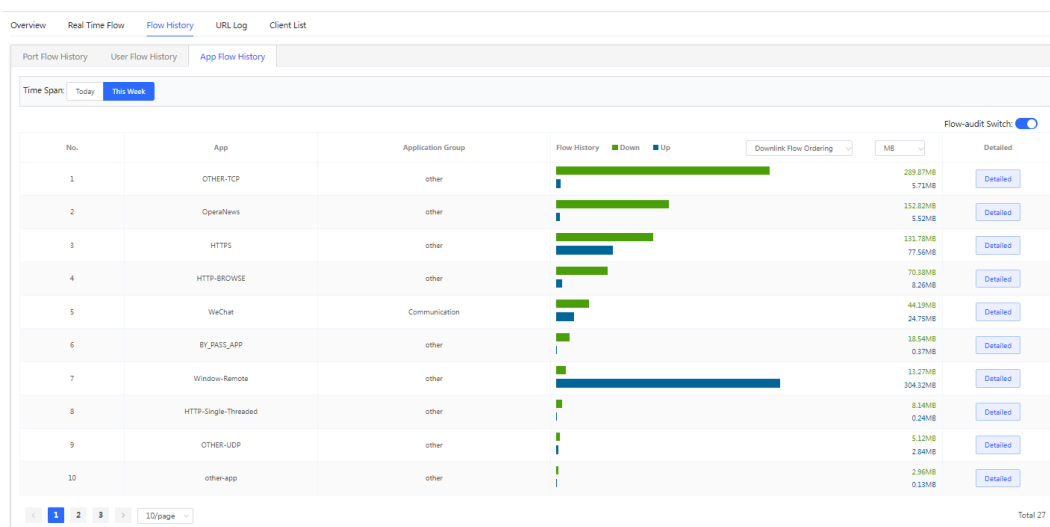 Overview Real Time Flow Flow History URL Log Client List
Port Flow History User Flow History App Flow History
Time Span: Today This Week
Flow-audit Switch:
No. App Application Group Flow History Down Up Downlink Flow Ordering MB Detailed
1 OTHER-TCP other 289.87MB Detailed
5.71MB
2 OperaNews other 152.82MB Detailed
5.52MB
3 HTTPS other 131.78MB Detailed
77.56MB
4 HTTP-BROWSE other 70.38MB Detailed
8.26MB
5 WeChat Communication 44.19MB Detailed
24.75MB
6 BY_PASS_APP other 18.54MB Detailed
0.37MB
7 Window-Remote other 13.27MB Detailed
304.32MB
8 HTTP-Single-Threaded other 8.14MB Detailed
0.24MB
9 OTHER-UDP other 5.12MB Detailed
2.84MB
10 other-app other 2.96MB Detailed
0.13MB
< 1 2 3 > 10/page Total 27